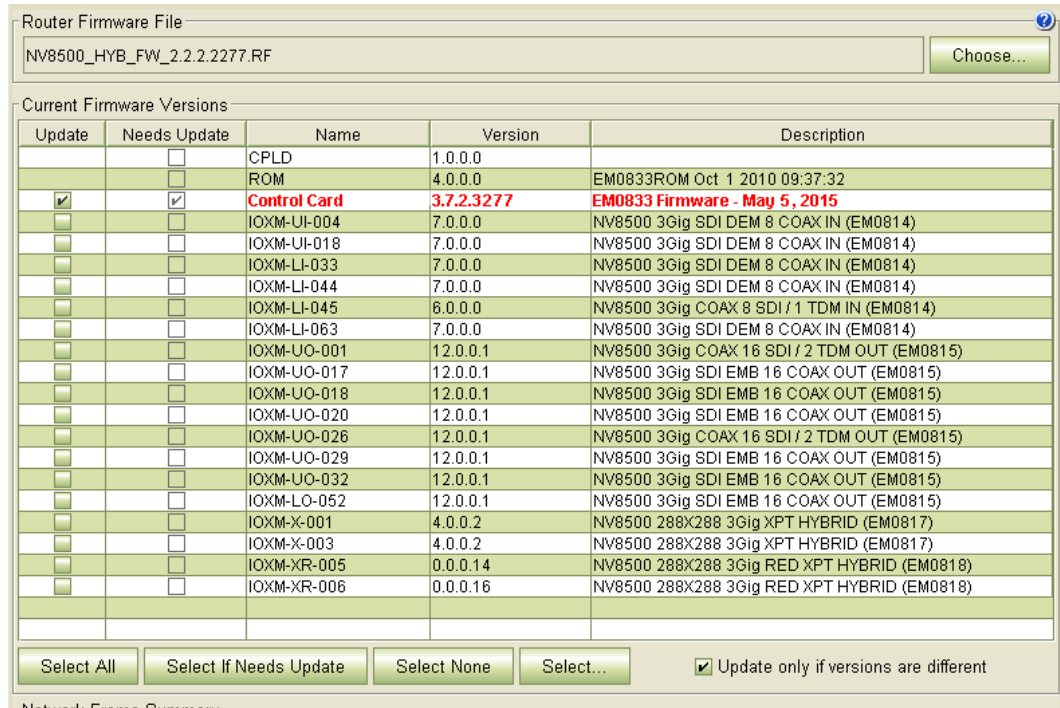 Router Firmware File
NV8500_HYB_FW_2.2.2.2277.RF
Choose...
Current Firmware Versions
Update Needs Update Name Version Description
CPLD 1.0.0.0
ROM 4.0.0.0 EM0833ROM Oct 1 2010 09:37:32
Control Card 3.7.2.3277 EM0833 Firmware - May 5, 2015
IOXM-UI-004 7.0.0.0 NV8500 3Gig SDI DEM 8 COAX IN (EM0814)
IOXM-UI-018 7.0.0.0 NV8500 3Gig SDI DEM 8 COAX IN (EM0814)
IOXM-LI-033 7.0.0.0 NV8500 3Gig SDI DEM 8 COAX IN (EM0814)
IOXM-LI-044 7.0.0.0 NV8500 3Gig SDI DEM 8 COAX IN (EM0814)
IOXM-LI-045 6.0.0.0 NV8500 3Gig COAX 8 SDI / 1 TDM IN (EM0814)
IOXM-LI-063 7.0.0.0 NV8500 3Gig SDI DEM 8 COAX IN (EM0814)
IOXM-UO-001 12.0.0.1 NV8500 3Gig COAX 16 SDI / 2 TDM OUT (EM0815)
IOXM-UO-017 12.0.0.1 NV8500 3Gig SDI EMB 16 COAX OUT (EM0815)
IOXM-UO-018 12.0.0.1 NV8500 3Gig SDI EMB 16 COAX OUT (EM0815)
IOXM-UO-020 12.0.0.1 NV8500 3Gig SDI EMB 16 COAX OUT (EM0815)
IOXM-UO-026 12.0.0.1 NV8500 3Gig COAX 16 SDI / 2 TDM OUT (EM0815)
IOXM-UO-029 12.0.0.1 NV8500 3Gig SDI EMB 16 COAX OUT (EM0815)
IOXM-UO-032 12.0.0.1 NV8500 3Gig SDI EMB 16 COAX OUT (EM0815)
IOXM-LO-052 12.0.0.1 NV8500 3Gig SDI EMB 16 COAX OUT (EM0815)
IOXM-X-001 4.0.0.2 NV8500 288X288 3Gig XPT HYBRID (EM0817)
IOXM-X-003 4.0.0.2 NV8500 288X288 3Gig XPT HYBRID (EM0817)
IOXM-XR-005 0.0.0.14 NV8500 288X288 3Gig RED XPT HYBRID (EM0818)
IOXM-XR-006 0.0.0.16 NV8500 288X288 3Gig RED XPT HYBRID (EM0818)
Select All Select If Needs Update Select None Select... Update only if versions are different